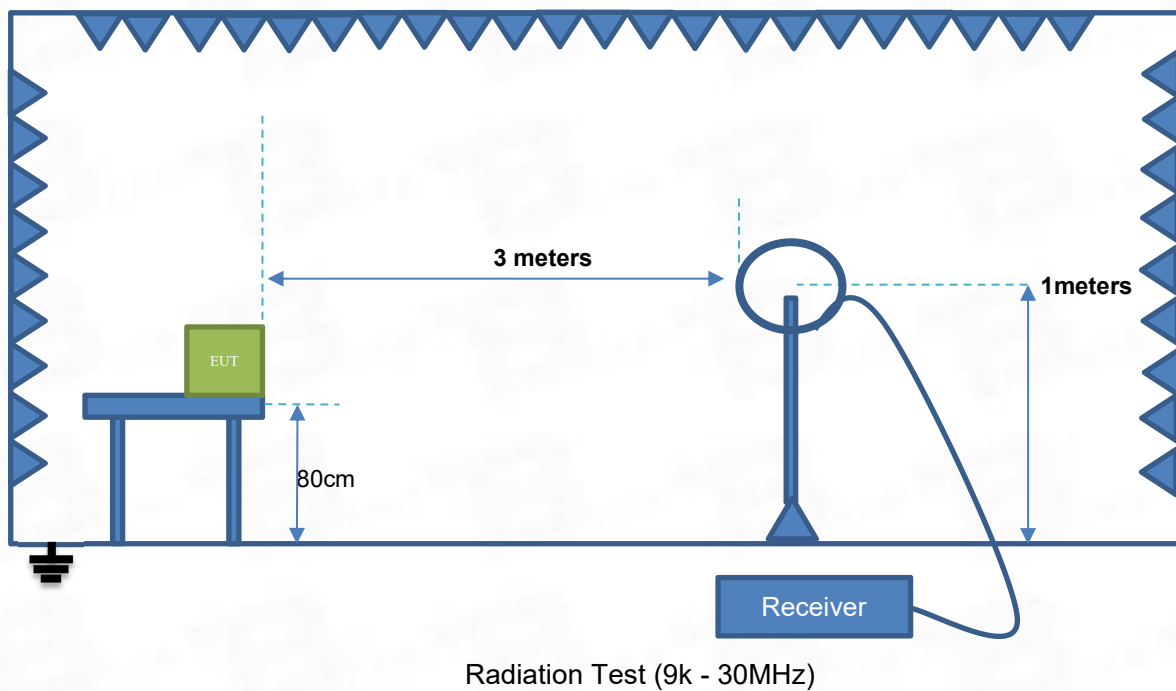 3 meters
1meters
EUT
80cm
Receiver
Radiation Test (9k - 30MHz)